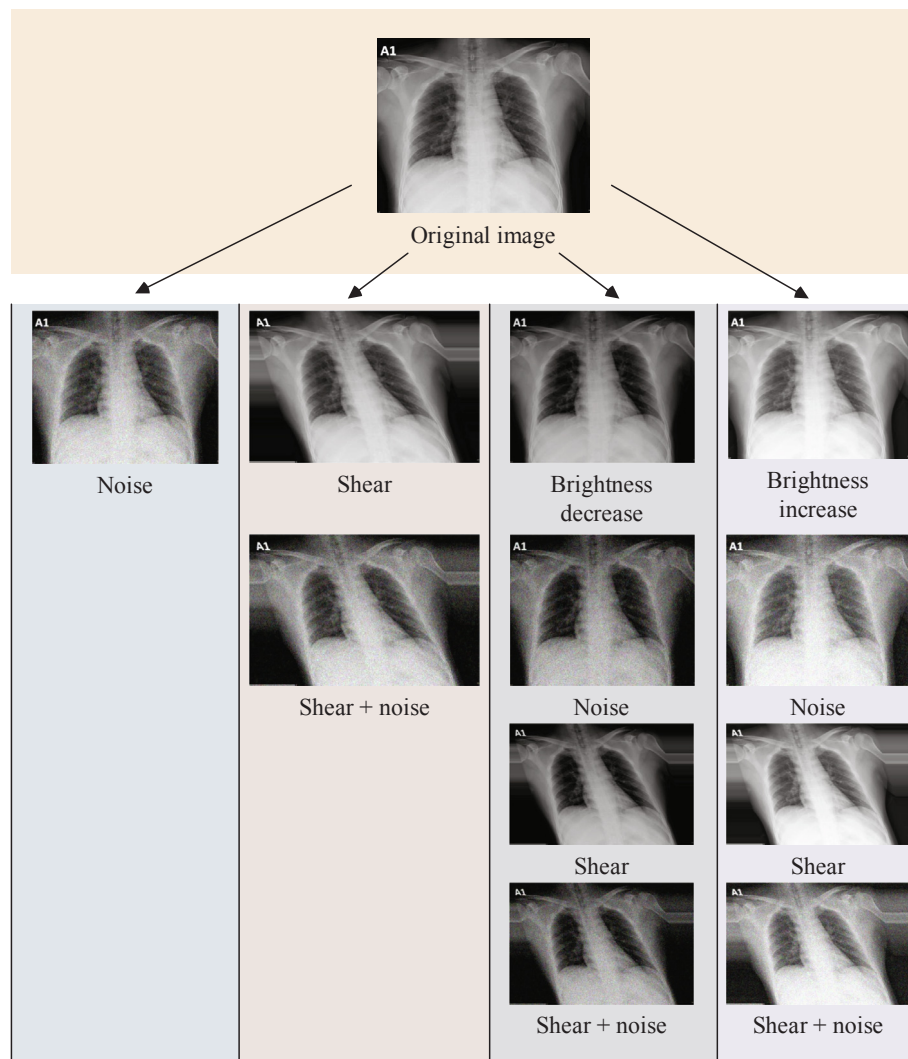 A1
Original image
A1
A1
A1
A1
Noise
Shear
Brightness
decrease
Brightness
increase
A1
A1
A1
Shear + noise
Noise
Noise
A1
A1
Shear
Shear
A1
A1
Shear + noise
Shear + noise